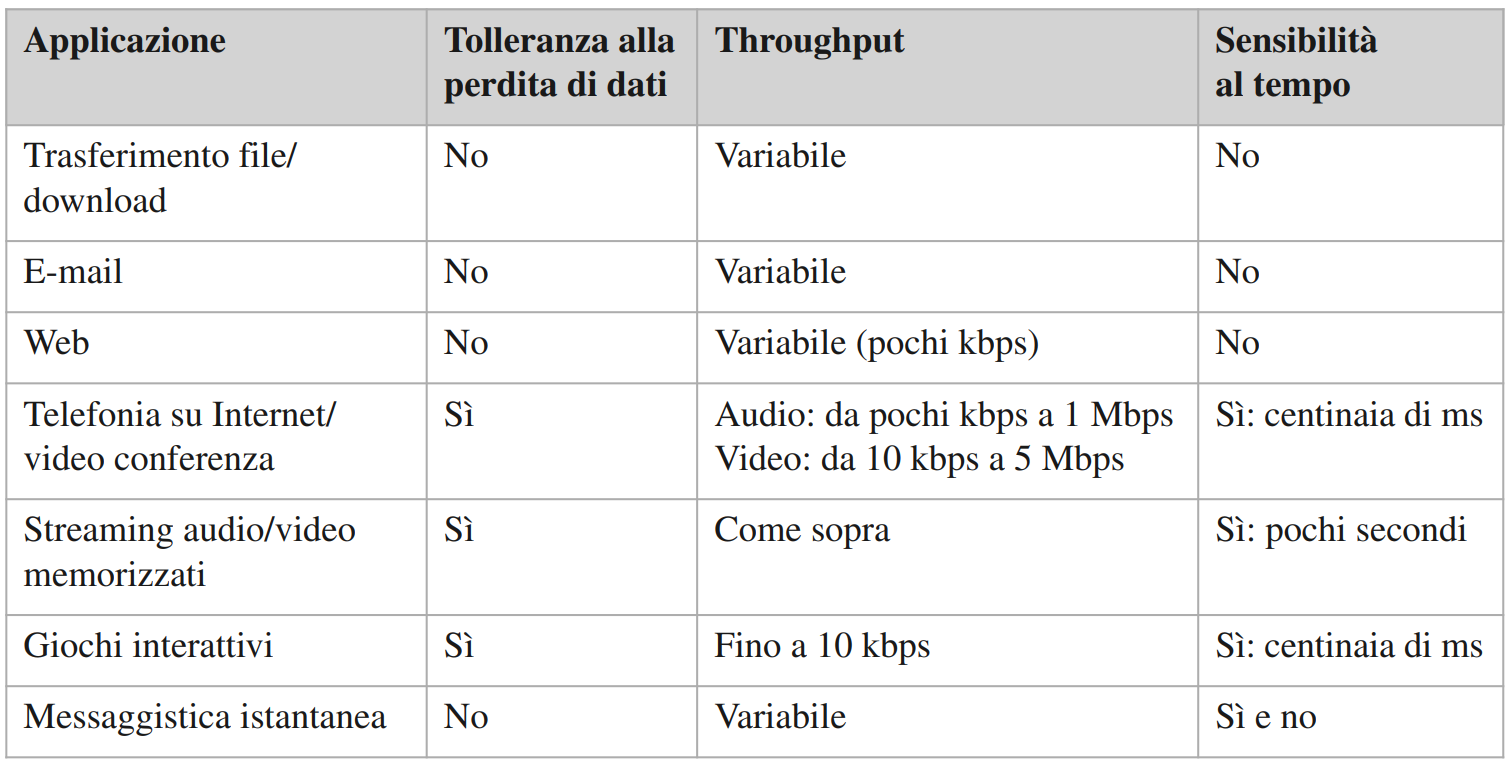 Applicazione Tolleranza alla perdita di dati Throughput Sensibilità al tempo
Trasferimento file/ download No Variabile No
E-mail No Variabile No
Web No Variabile (pochi kbps) No
Telefonia su Internet/ video conferenza Sì Audio: da pochi kbps a 1 Mbps Video: da 10 kbps a 5 Mbps Sì: centinaia di ms
Streaming audio/video memorizzati Sì Come sopra Sì: pochi secondi
Giochi interattivi Sì Fino a 10 kbps Sì: centinaia di ms
Messaggistica istantanea No Variabile Sì e no